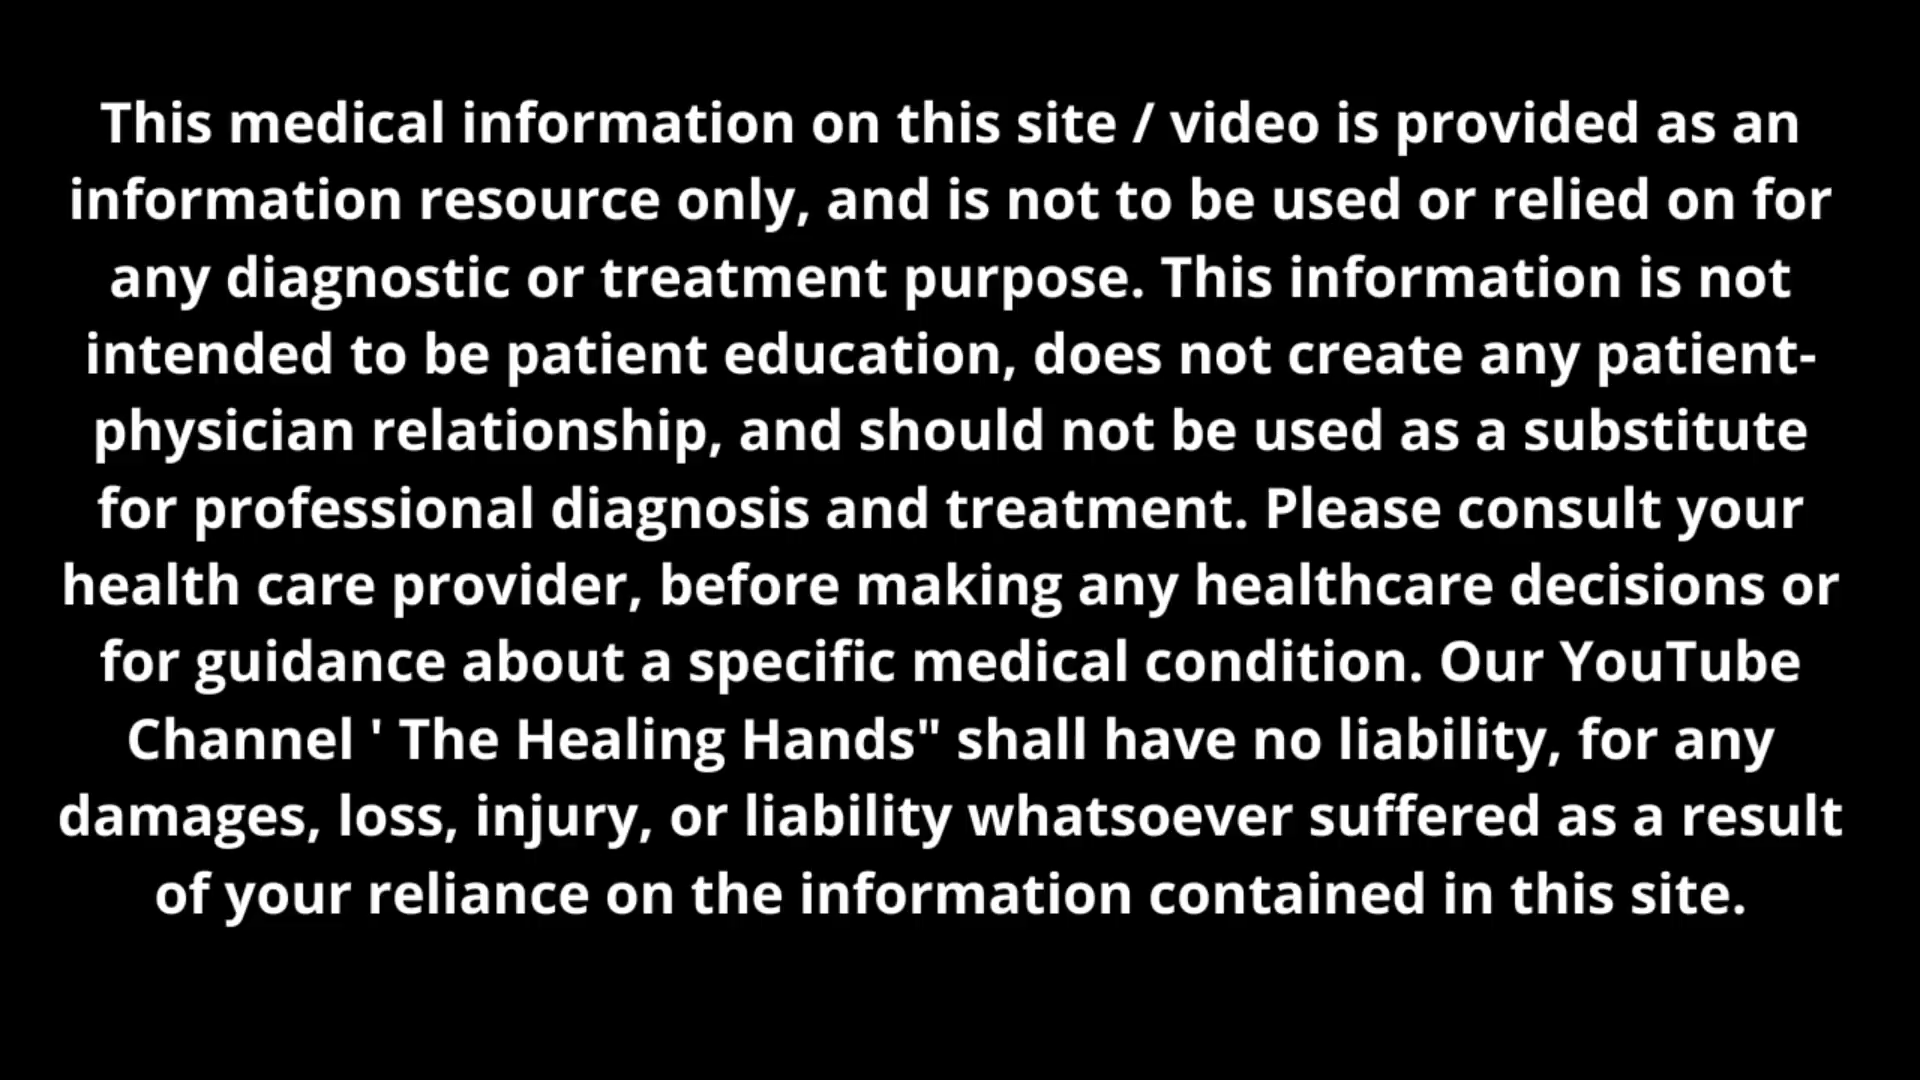 This medical information on this site / video is provided as an
information resource only, and is not to be used or relied on for
any diagnostic or treatment purpose. This information is not
intended to be patient education, does not create any patient-
physician relationship, and should not be used as a substitute
for professional diagnosis and treatment. Please consult your
health care provider, before making any healthcare decisions or
for guidance about a specific medical condition. Our YouTube
Channel ' The Healing Hands" shall have no liability, for any
damages, loss, injury, or liability whatsoever suffered as a result
of your reliance on the information contained in this site.